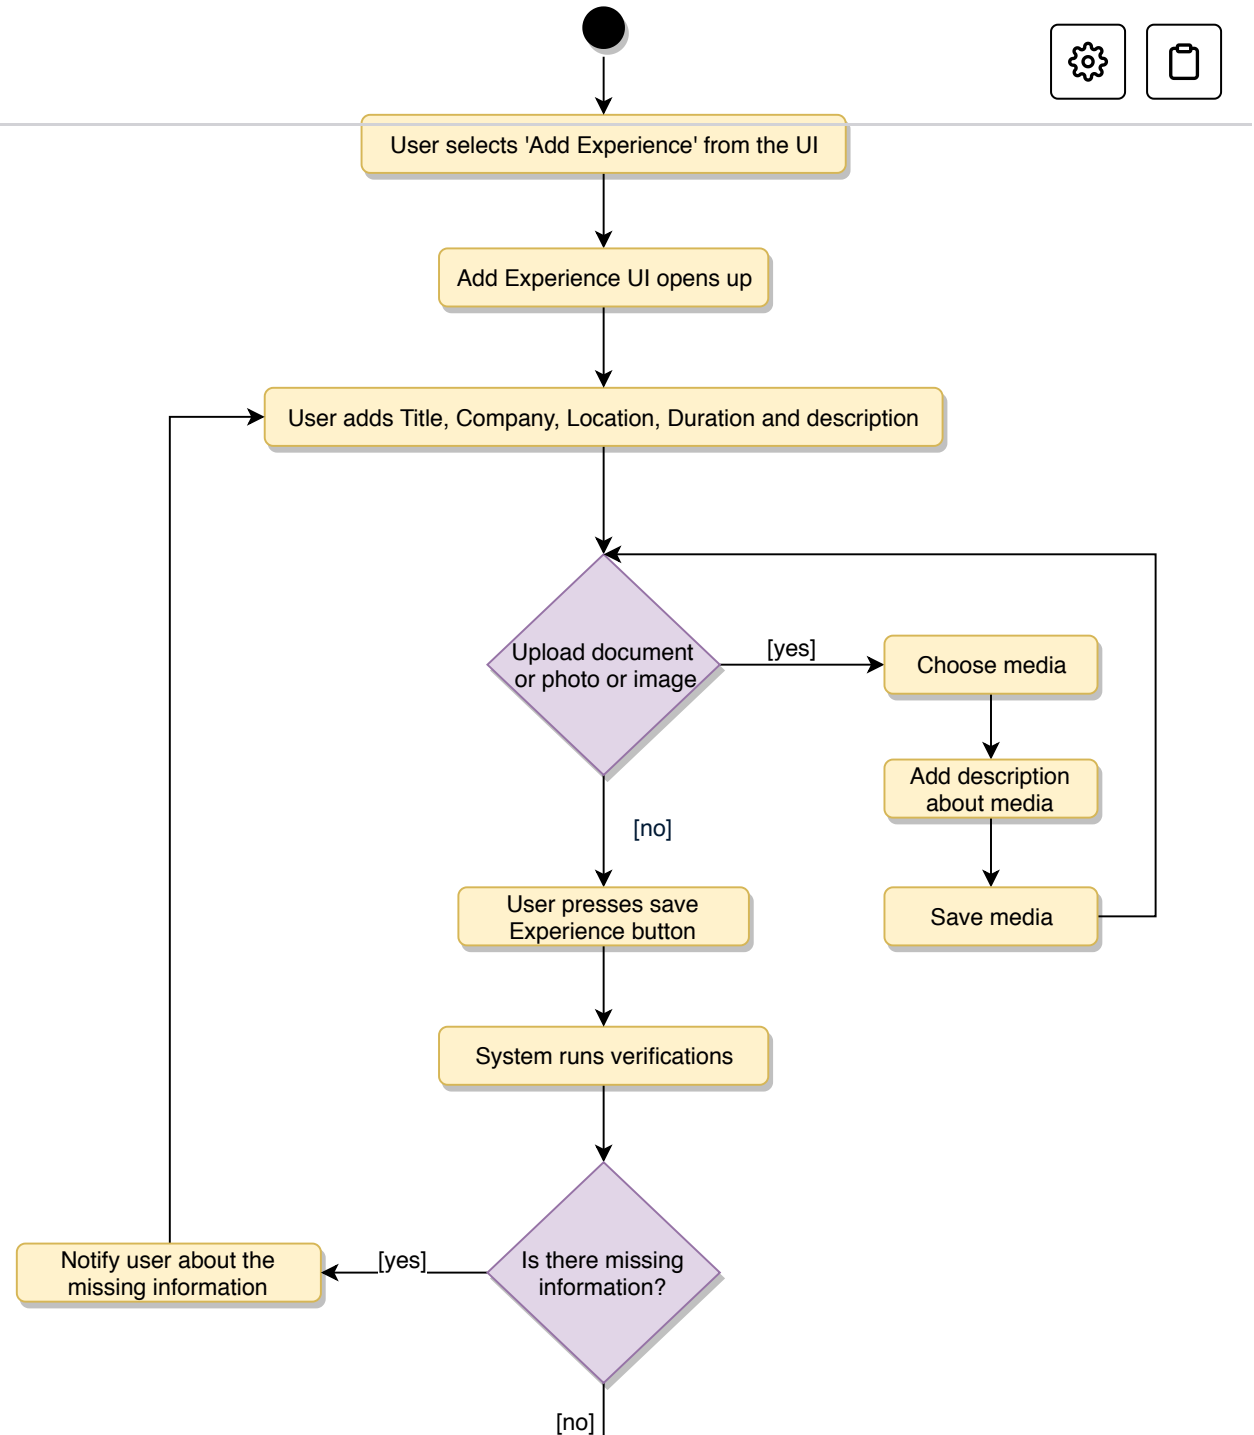 User selects 'Add Experience' from the UI
Add Experience UI opens up
User adds Title, Company, Location, Duration and description
Upload document
or photo or image
[yes]
Choose media
Add description
about media
Save media
[no]
User presses save
Experience button
System runs verifications
Is there missing
information?
[yes]
Notify user about the
missing information
[no]